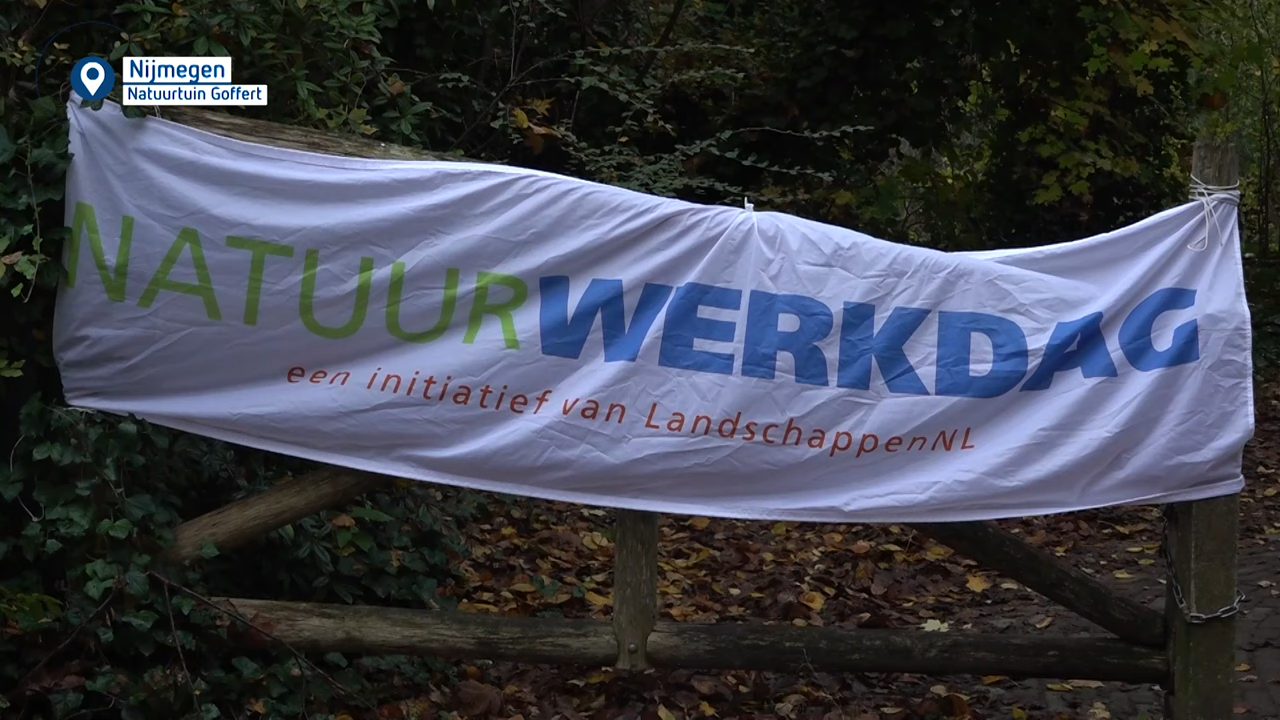 Nijmegen
Natuurtuin Goffert
NATUURWERKDAG
een initiatief van LandschappenNL